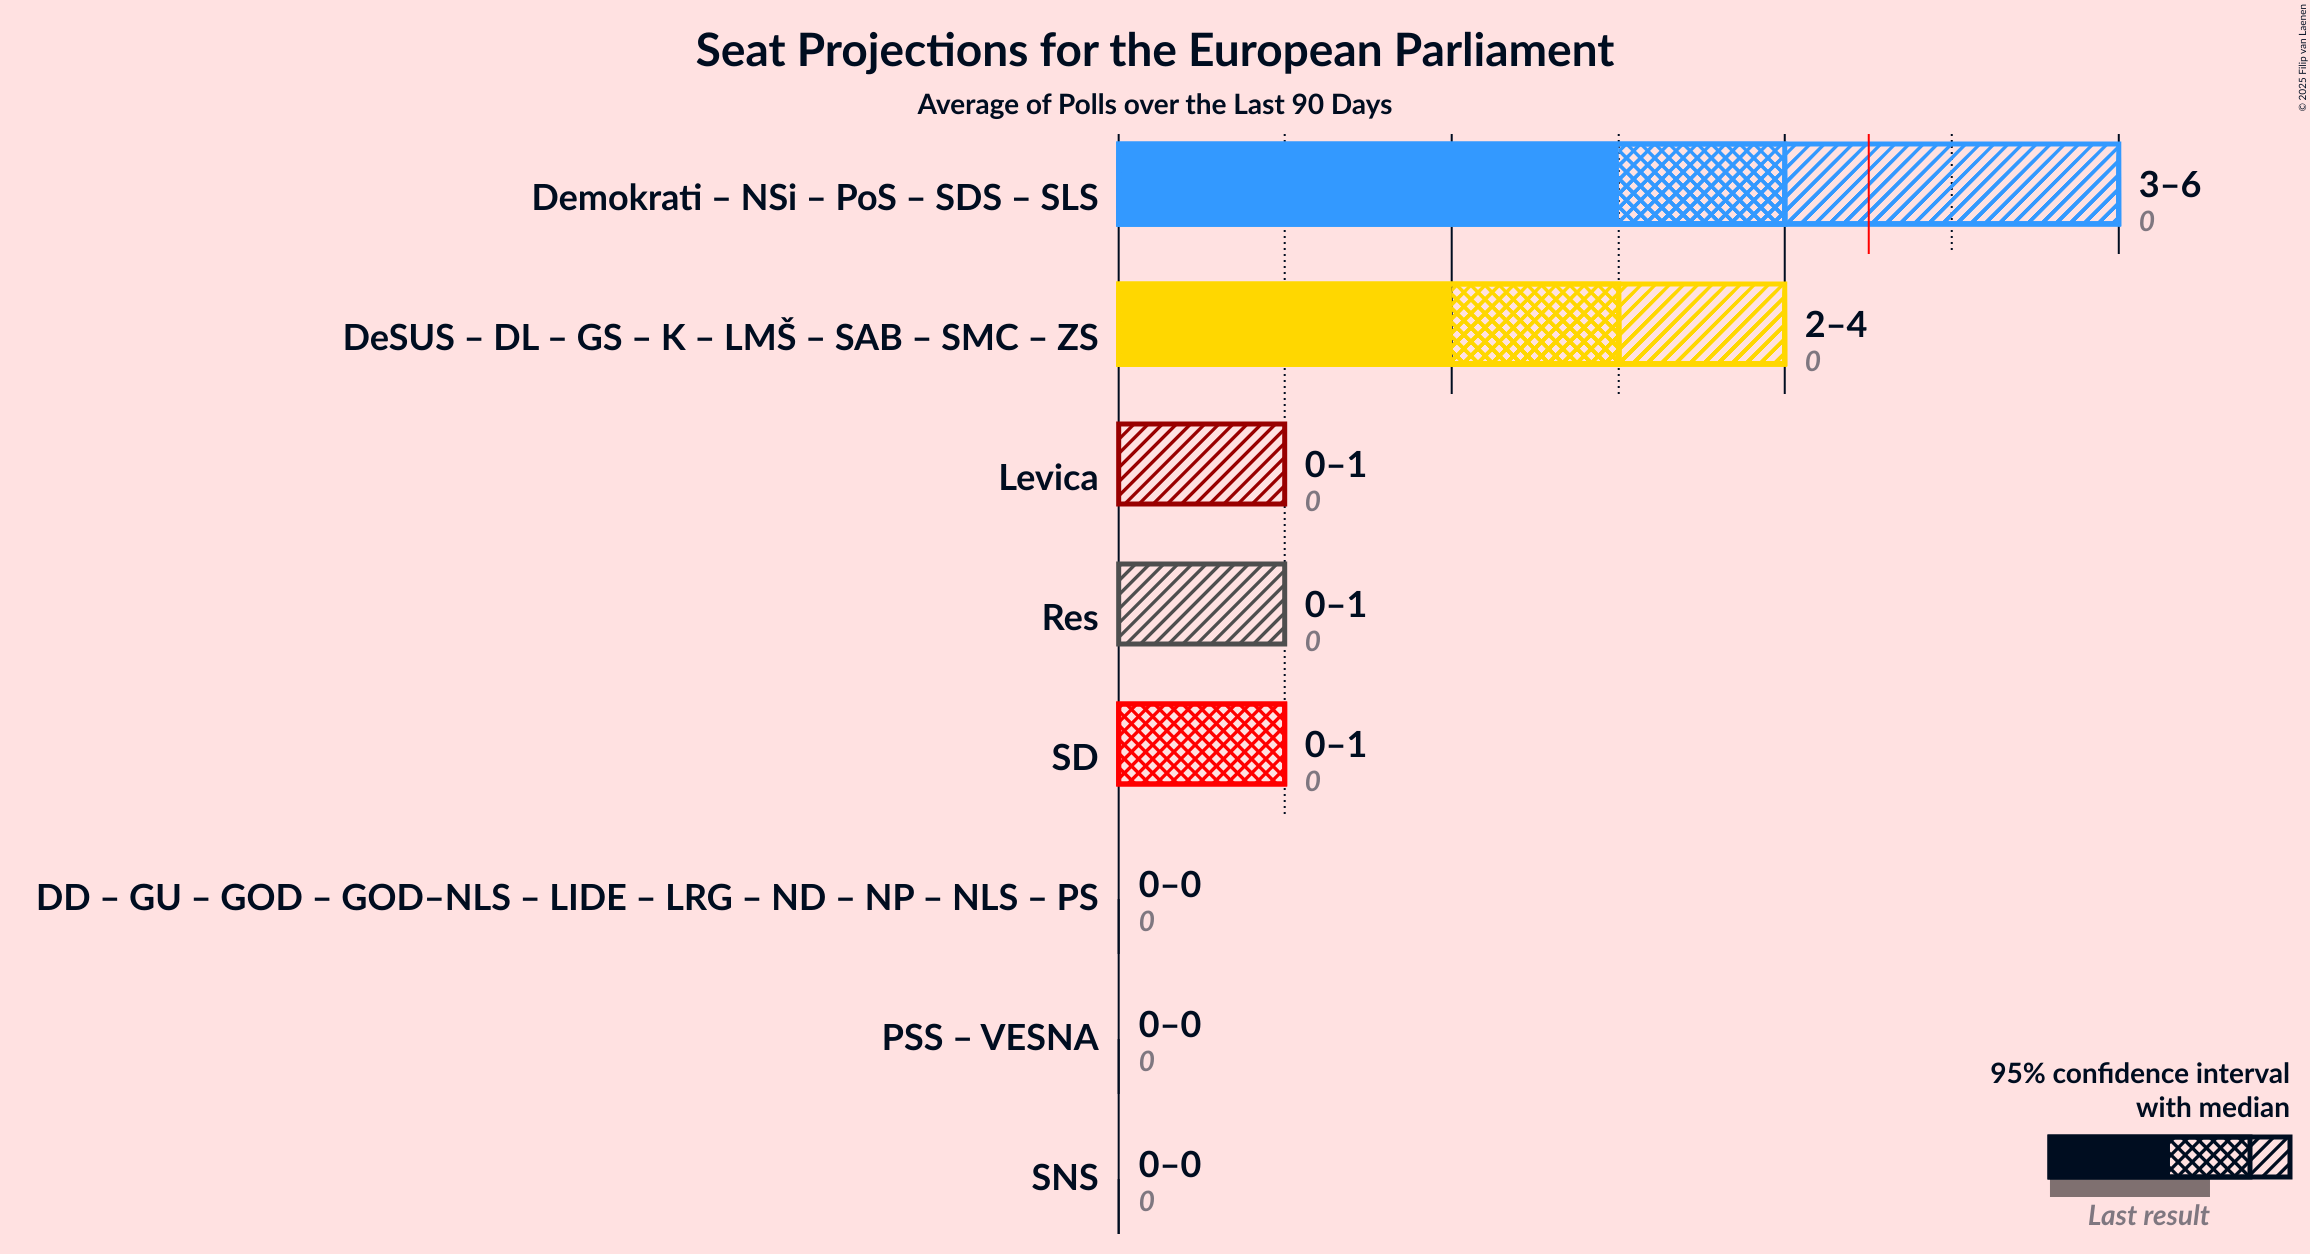 Seat Projections for the European Parliament
Average of Polls over the Last 90 Days
© 2025 Filip van Laenen
Demokrati – NSi – PoS – SDS – SLS
3–6
0
DeSUS – DL – GS – K – LMŠ – SAB – SMC – ZS
2–4
0
Levica
0–1
0
Res
0–1
0
SD
0–1
0
DD – GU – GOD – GOD–NLS – LIDE – LRG – ND – NP – NLS – PS
0–0
0
PSS – VESNA
0–0
0
SNS
0–0
0
95% confidence interval
with median
Last result